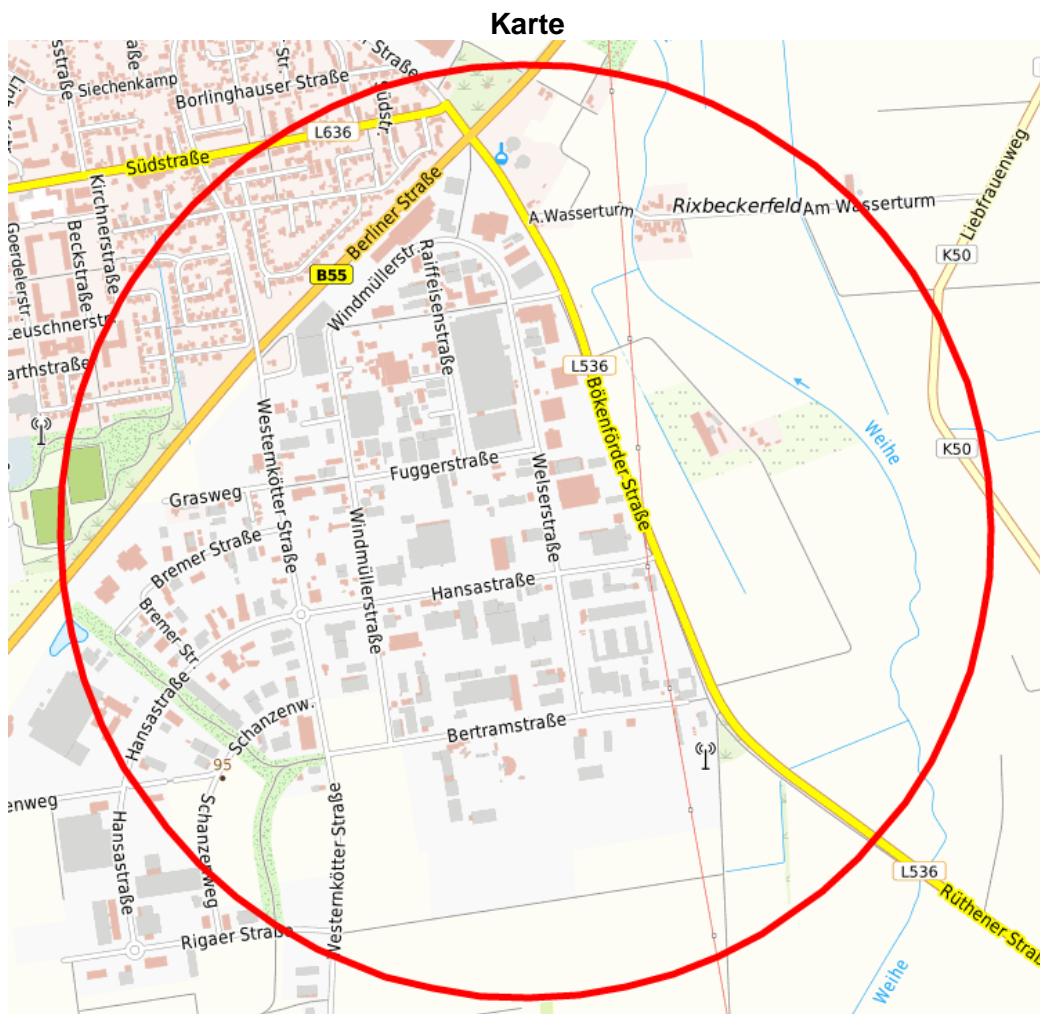 Karte
Siechenkamp
Borlinghauser Straße
Südstr.
L636
Südstraße
Kirchnerstraße
Beckstraße
Goerdelerstr.
Berliner Straße
B55
Windmüllerstr.
Raiffeisenstraße
A.Wasserturm
Rixbeckerfeld
Am Wasserturm
Liebfrauenweg
K50
L536
Bökenförder Straße
Weihe
K50
Westernkötter Straße
Fuggerstraße
Grasweg
Welserstraße
Windmüllerstraße
Bremer Straße
Hansastraße
Bremer Str.
Hansastraße
Schanzenw.
Bertramstraße
95
enweg
Hansastraße
Schanzenweg
Westernkötter Straße
Rigaer Straße
L536
Rüthener Straß
Weihe